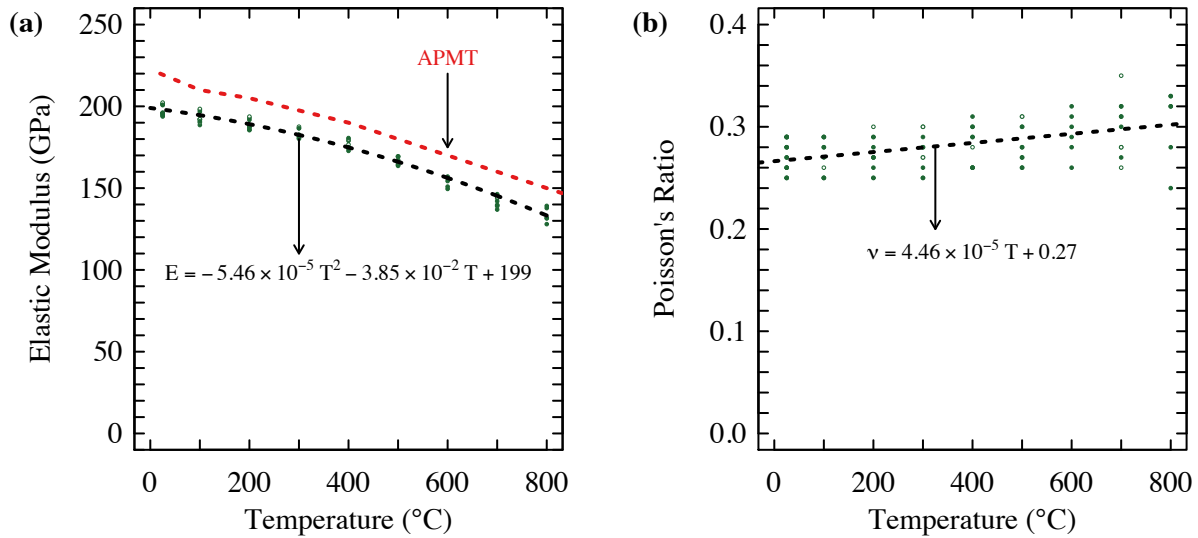 (a)
250
200
150
100
50
0
Elastic Modulus (GPa)
APMT
E = − 5.46 × 10⁻⁵ T² − 3.85 × 10⁻² T + 199
0 200 400 600 800
Temperature (°C)
(b)
0.4
0.3
0.2
0.1
0.0
Poisson's Ratio
ν = 4.46 × 10⁻⁵ T + 0.27
0 200 400 600 800
Temperature (°C)